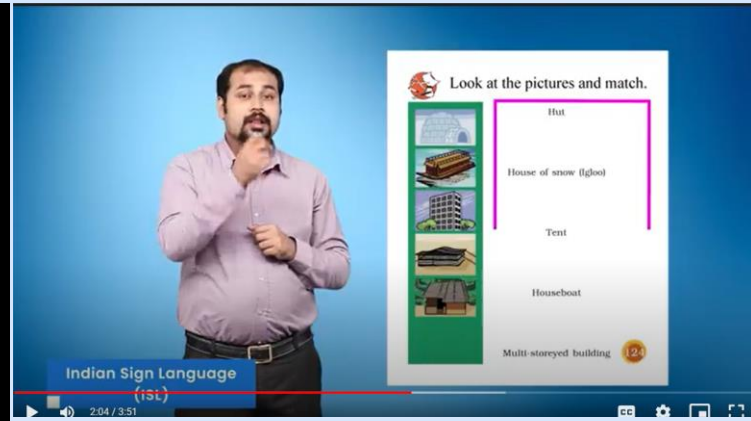 Look at the pictures and match.
Hut
House of snow (Igloo)
Tent
Houseboat
Multi-storeyed building
124
Indian Sign Language
(ISL)
2:04 / 3:51
CC